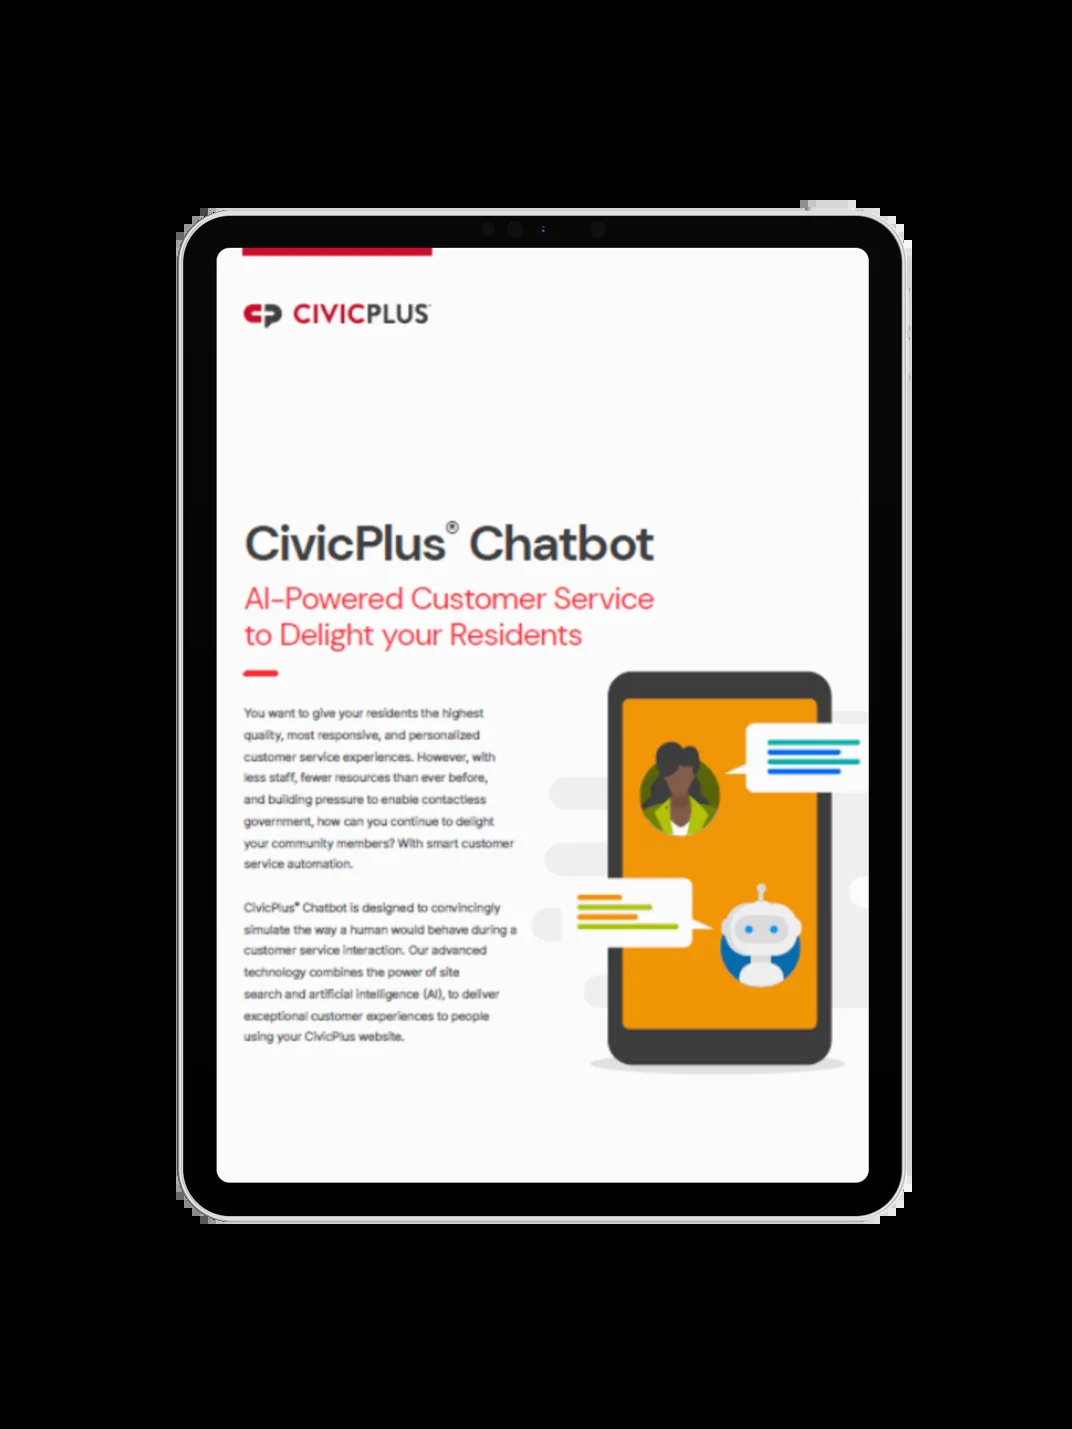 CIVICPLUS
CivicPlus® Chatbot
AI-Powered Customer Service
to Delight your Residents
You want to give your residents the highest
quality, most responsive, and personalized
customer service experiences. However, with
less staff, fewer resources than ever before,
and building pressure to enable contactless
government, how can you continue to delight
your community members? With smart customer
service automation.
CivicPlus® Chatbot is designed to convincingly
simulate the way a human would behave during a
customer service interaction. Our advanced
technology combines the power of site
search and artificial intelligence (AI), to deliver
exceptional customer experiences to people
using your CivicPlus website.